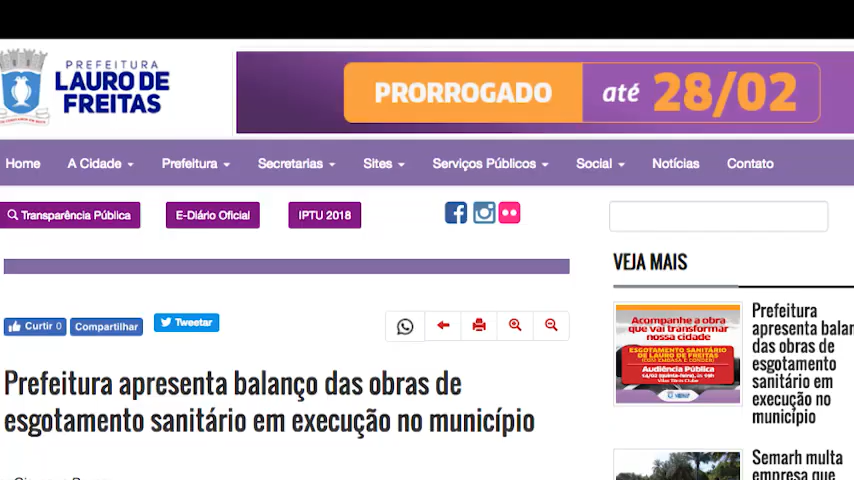 PREFEITURA
LAURO DE
FREITAS
PRORROGADO até 28/02
Home A Cidade Prefeitura Secretarias Sites Serviços Públicos Social Notícias Contato
Transparência Pública E-Diário Oficial IPTU 2018
VEJA MAIS
Curtir 0 Compartilhar Tweetar
Prefeitura apresenta balanço das obras de
esgotamento sanitário em execução no município
Acompanhe a obra
que vai transformar
nossa cidade
ESGOTAMENTO SANITÁRIO
DE LAURO DE FREITAS
Audiência Pública
Prefeitura
apresenta balan
das obras de
esgotamento
sanitário em
execução no
município
Semarh multa
empresa que